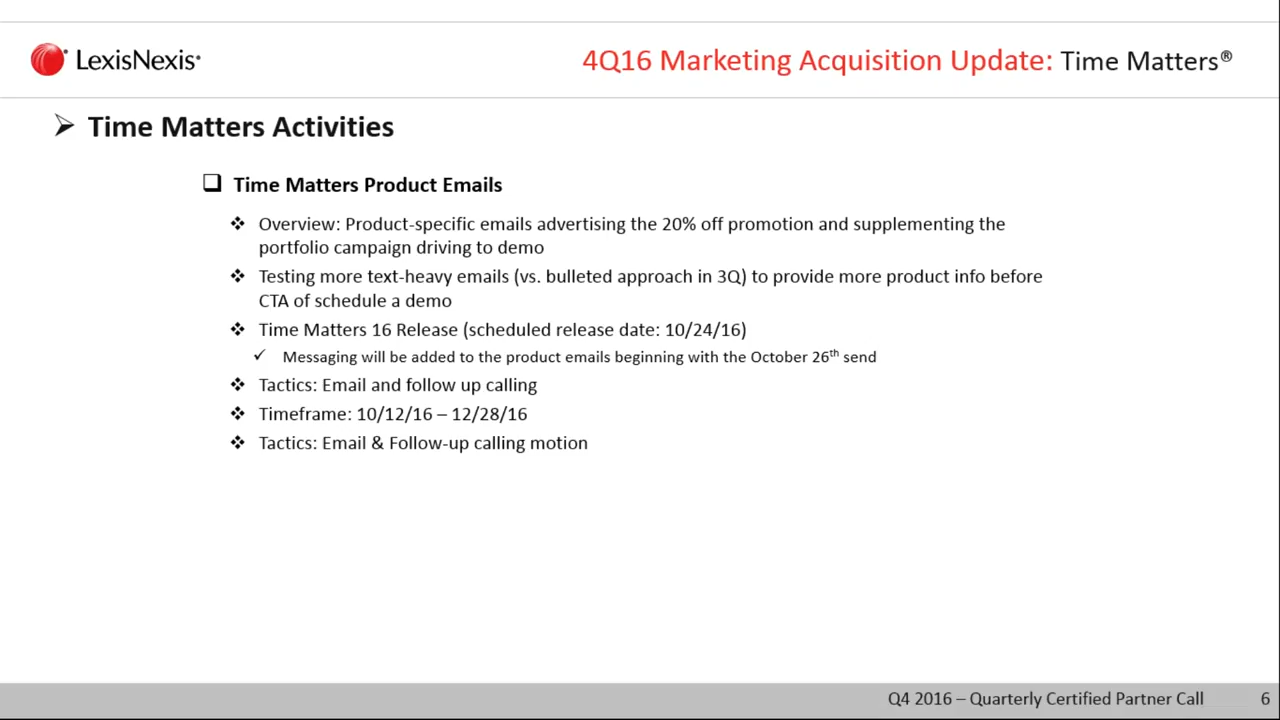 LexisNexis®
4Q16 Marketing Acquisition Update: Time Matters®
Time Matters Activities
Time Matters Product Emails
Overview: Product-specific emails advertising the 20% off promotion and supplementing the
portfolio campaign driving to demo
Testing more text-heavy emails (vs. bulleted approach in 3Q) to provide more product info before
CTA of schedule a demo
Time Matters 16 Release (scheduled release date: 10/24/16)
Messaging will be added to the product emails beginning with the October 26th send
Tactics: Email and follow up calling
Timeframe: 10/12/16 – 12/28/16
Tactics: Email & Follow-up calling motion
Q4 2016 – Quarterly Certified Partner Call 6